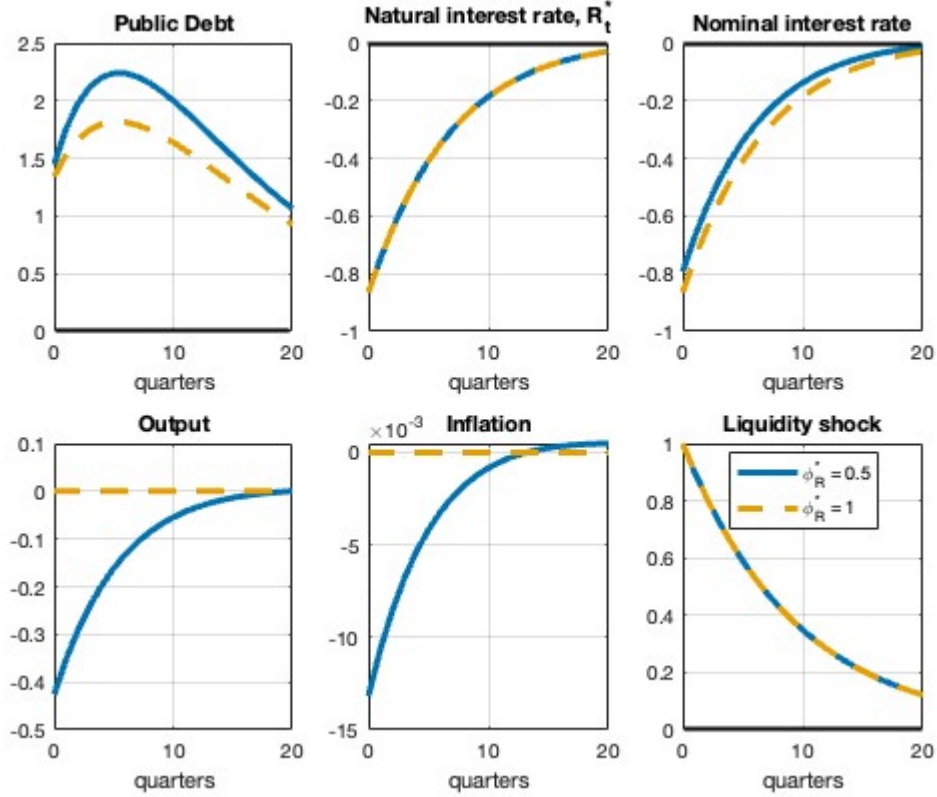 Public Debt
2.5
2
1.5
1
0.5
0
0 10 20
quarters
Natural interest rate, R*t
0
-0.2
-0.4
-0.6
-0.8
-1
0 10 20
quarters
Nominal interest rate
0
-0.2
-0.4
-0.6
-0.8
-1
0 10 20
quarters
Output
0.1
0
-0.1
-0.2
-0.3
-0.4
-0.5
0 10 20
quarters
Inflation
×10-3
0
-5
-10
-15
0 10 20
quarters
Liquidity shock
1
0.8
0.6
0.4
0.2
0
ϕ*R = 0.5
ϕ*R = 1
0 10 20
quarters